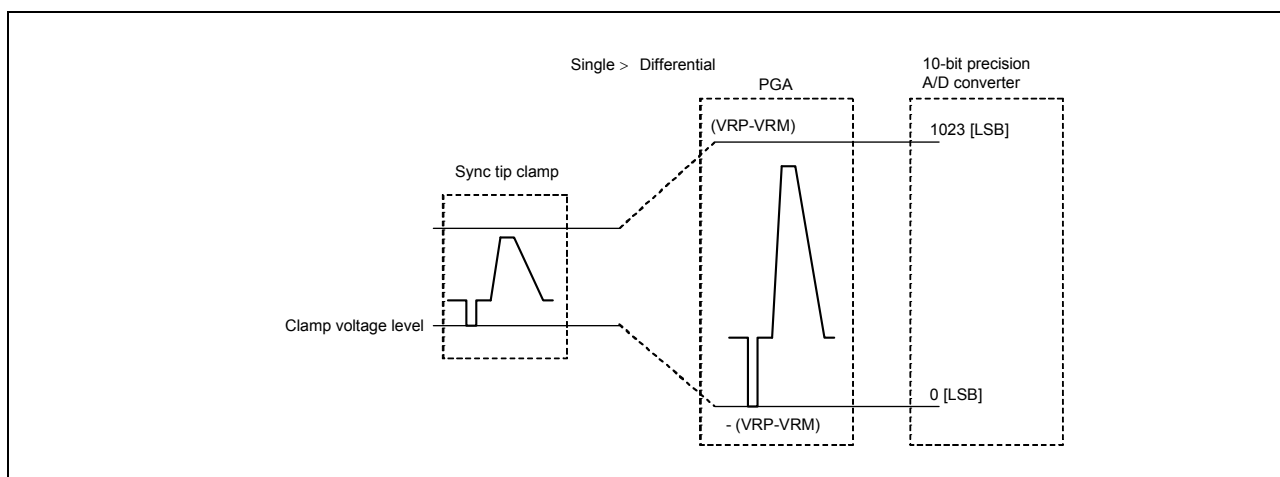 Single > Differential
10-bit precision
A/D converter
PGA
(VRP-VRM)
1023 [LSB]
Sync tip clamp
Clamp voltage level
0 [LSB]
- (VRP-VRM)